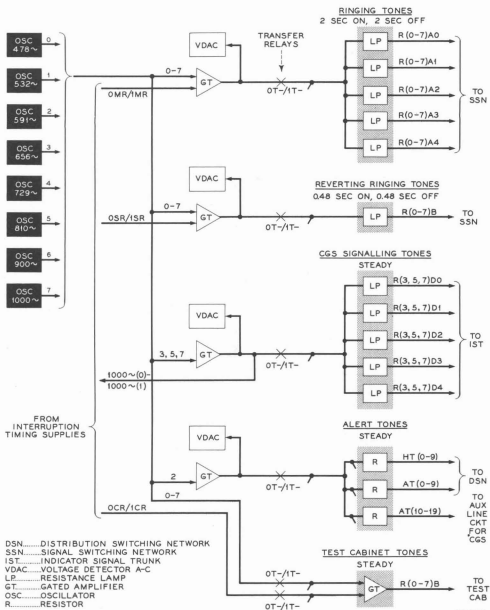 OSC
478~
0
OSC
532~
1
OSC
591~
2
OSC
656~
3
OSC
729~
4
OSC
810~
5
OSC
900~
6
OSC
1000~
7
RINGING TONES
2 SEC ON, 2 SEC OFF
VDAC
TRANSFER
RELAYS
0-7
0MR/1MR
GT
0T-/1T-
LP
R(0-7)A0
LP
R(0-7)A1
LP
R(0-7)A2
LP
R(0-7)A3
LP
R(0-7)A4
TO
SSN
REVERTING RINGING TONES
0.48 SEC ON, 0.48 SEC OFF
VDAC
0-7
0SR/1SR
GT
0T-/1T-
LP
R(0-7)B
TO
SSN
CGS SIGNALLING TONES
STEADY
VDAC
3, 5, 7
GT
0T-/1T-
1000~(0)-
1000~(1)
LP
R(3,5,7)D0
LP
R(3,5,7)D1
LP
R(3,5,7)D2
LP
R(3,5,7)D3
LP
R(3,5,7)D4
TO
IST
FROM
INTERRUPTION
TIMING SUPPLIES
ALERT TONES
STEADY
VDAC
2
GT
0T-/1T-
R
HT (0-9)
R
AT(0-9)
R
AT(10-19)
TO
DSN
TO
AUX
LINE
CKT
FOR
CGS
0-7
0CR/1CR
TEST CABINET TONES
STEADY
0T-/1T-
0T-/1T-
GT
R(0-7)B
TO
TEST
CAB
DSN.......DISTRIBUTION SWITCHING NETWORK
SSN.......SIGNAL SWITCHING NETWORK
IST.......INDICATOR SIGNAL TRUNK
VDAC......VOLTAGE DETECTOR A-C
LP........RESISTANCE LAMP
GT........GATED AMPLIFIER
OSC.......OSCILLATOR
R.........RESISTOR